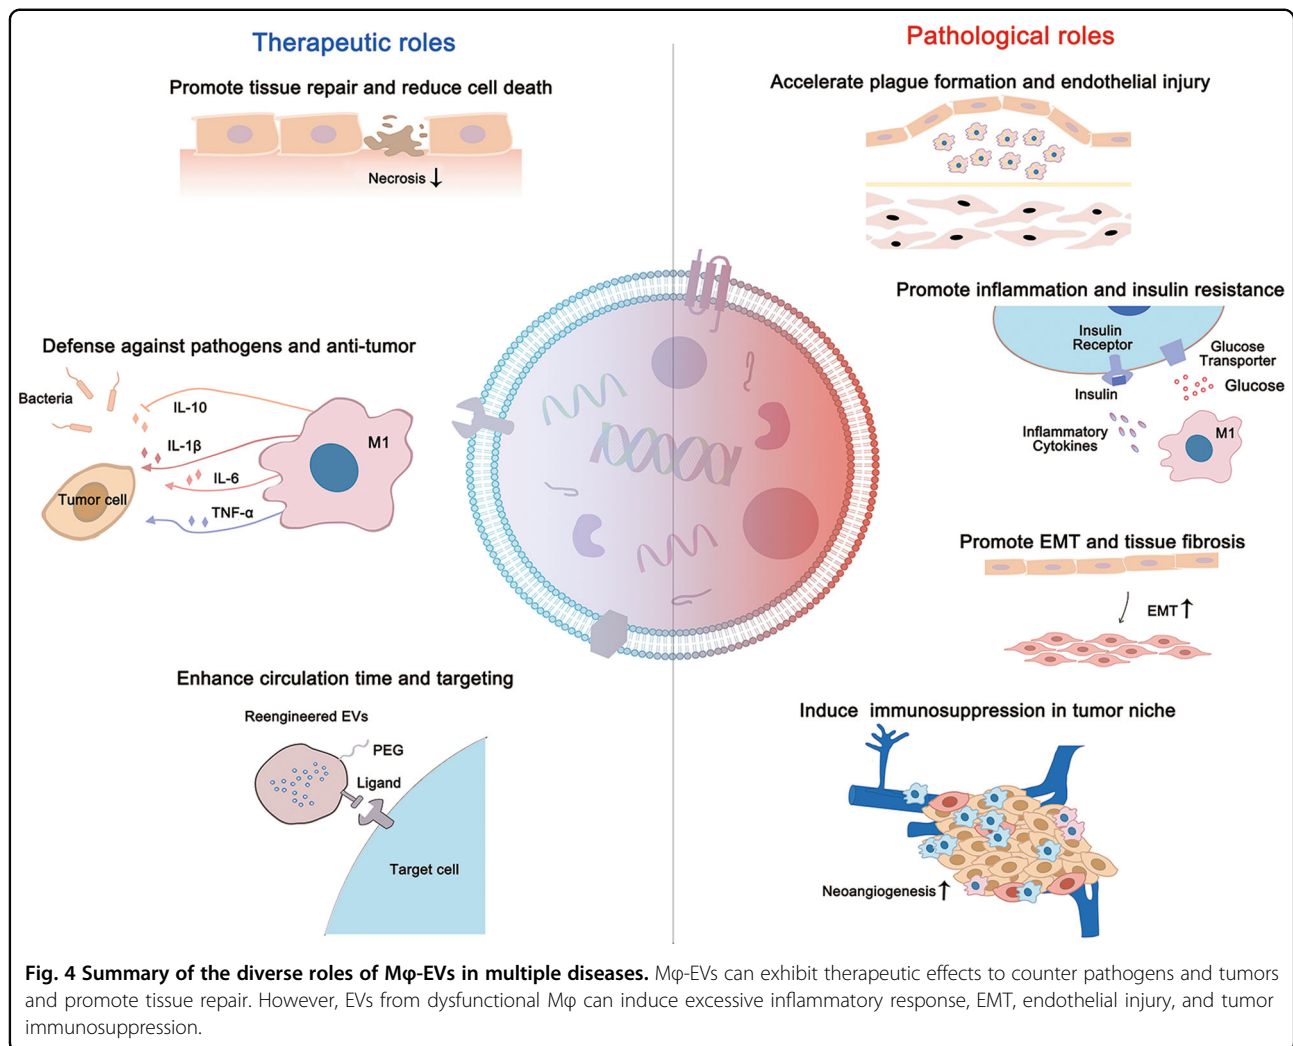 Therapeutic roles
Promote tissue repair and reduce cell death
Necrosis ↓
Defense against pathogens and anti-tumor
Bacteria
IL-10
IL-1β
IL-6
TNF-α
M1
Tumor cell
Enhance circulation time and targeting
Reengineered EVs
PEG
Ligand
Target cell
Pathological roles
Accelerate plague formation and endothelial injury
Promote inflammation and insulin resistance
Insulin
Receptor
Glucose
Transporter
Insulin
Glucose
Inflammatory
Cytokines
M1
Promote EMT and tissue fibrosis
EMT ↑
Induce immunosuppression in tumor niche
Neoangiogenesis ↑
Fig. 4 Summary of the diverse roles of Mφ-EVs in multiple diseases. Mφ-EVs can exhibit therapeutic effects to counter pathogens and tumors
and promote tissue repair. However, EVs from dysfunctional Mφ can induce excessive inflammatory response, EMT, endothelial injury, and tumor
immunosuppression.